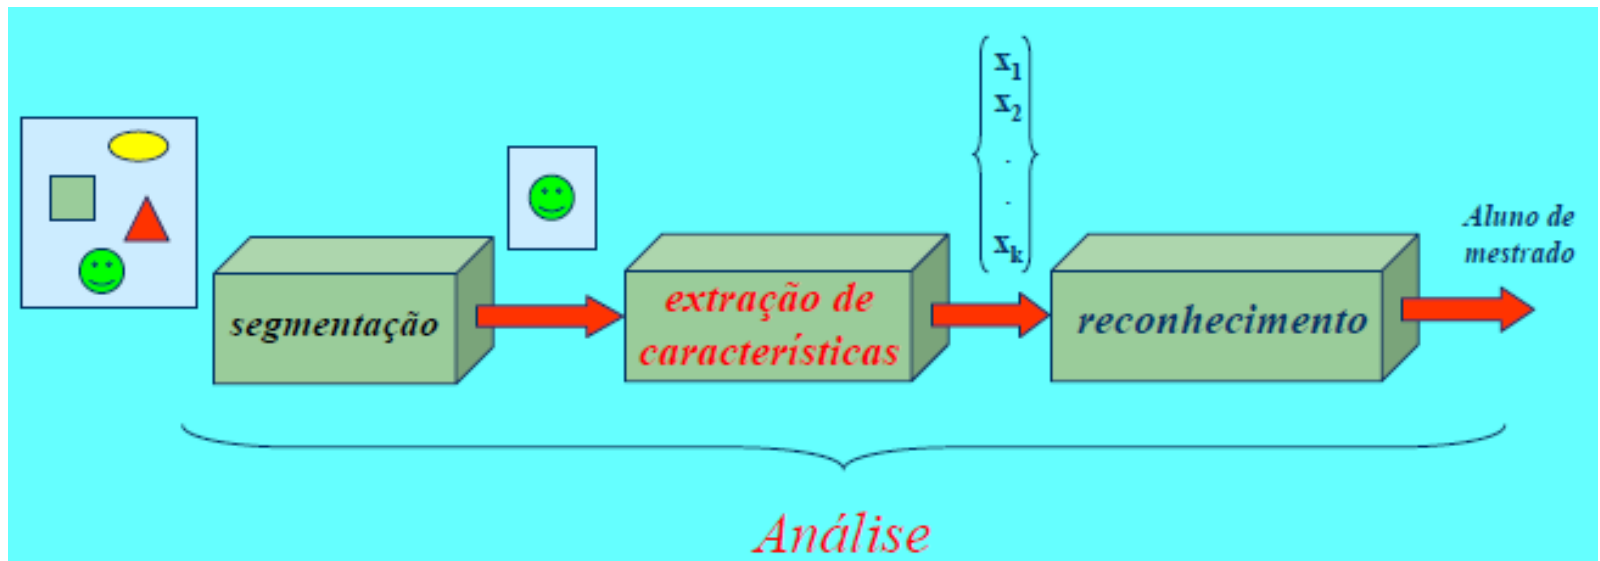 x1
x2
.
.
xk
Aluno de
mestrado
segmentação
extração de
características
reconhecimento
Análise